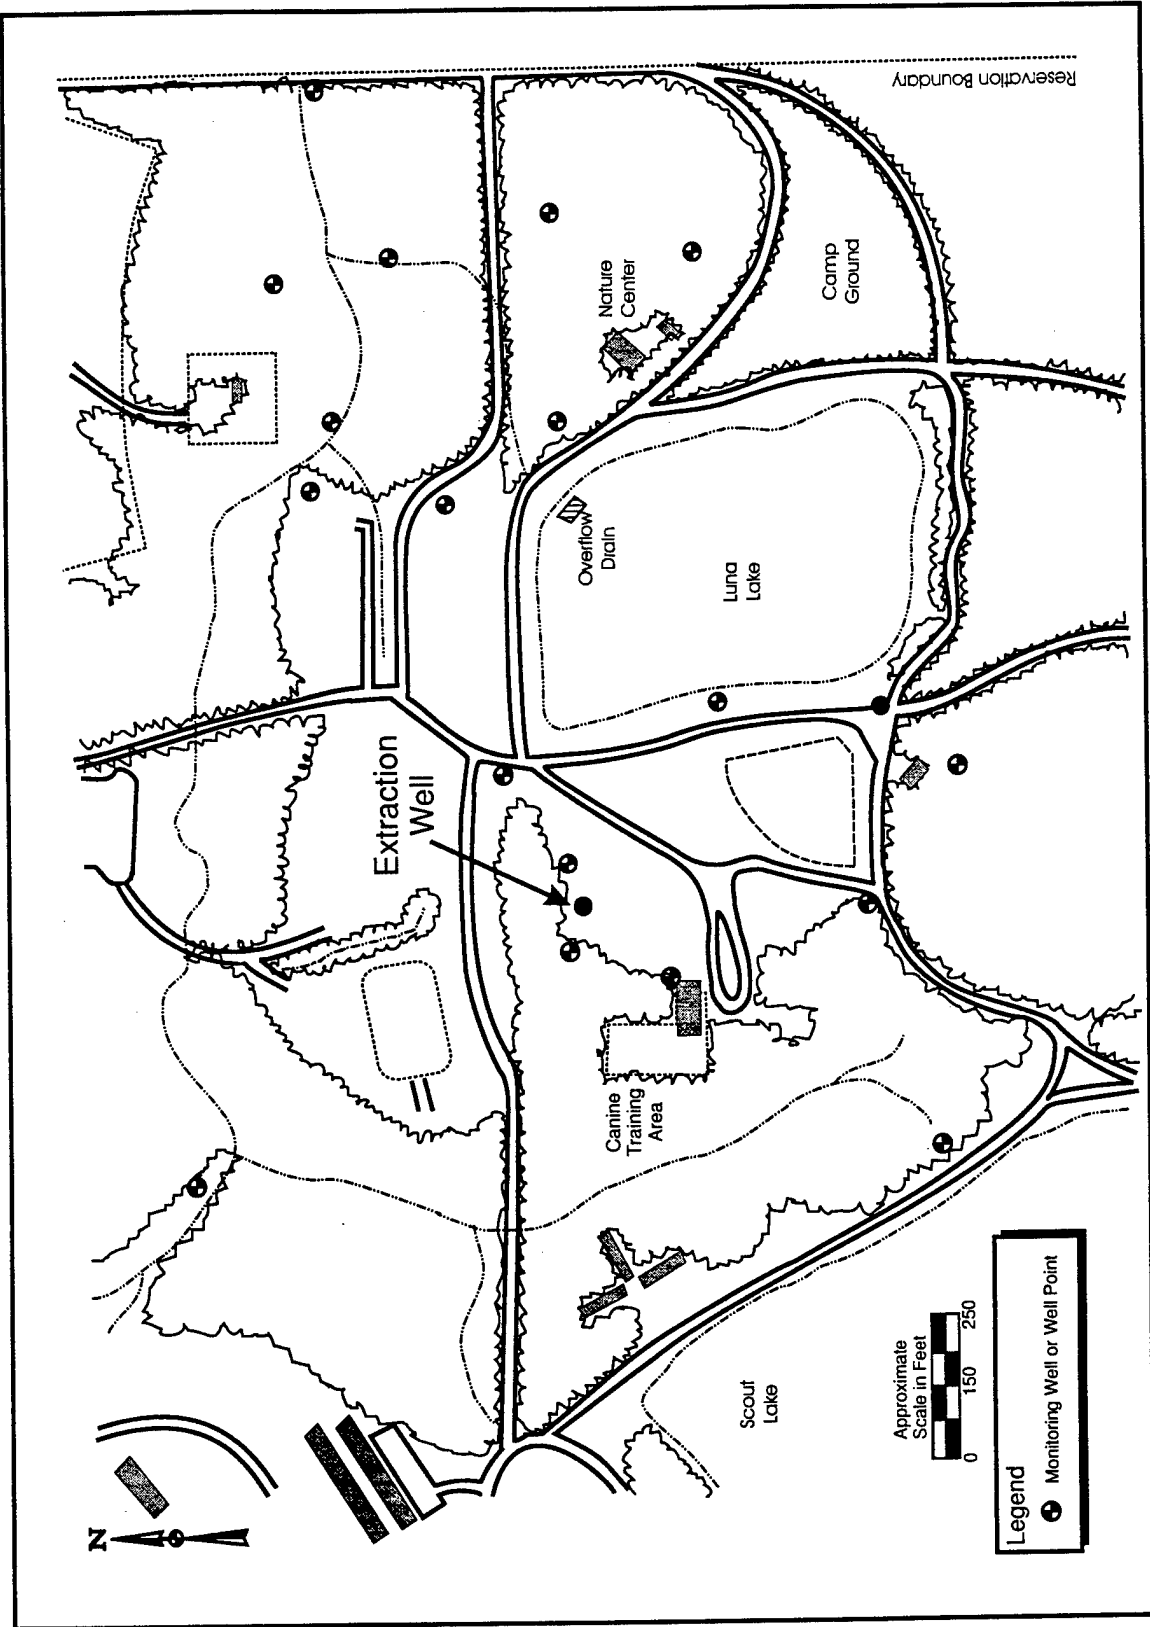 N
Extraction
Well
Reservation Boundary
Nature
Center
Camp
Ground
Overflow
Drain
Luna
Lake
Canine
Training
Area
Scout
Lake
Approximate
Scale in Feet
0 150 250
Legend
Monitoring Well or Well Point